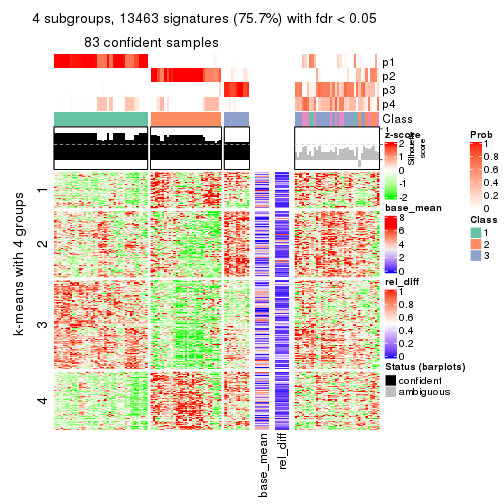 4 subgroups, 13463 signatures (75.7%) with fdr < 0.05
83 confident samples
p1
p2
p3
p4
Class
1
Silhouette
score
z-score
2
1
0
-1
-2
base_mean
8
6
4
2
0
rel_diff
1
0.8
0.6
0.4
0.2
0
Status (barplots)
confident
ambiguous
Prob
1
0.8
0.6
0.4
0.2
0
Class
1
2
3
k-means with 4 groups
1
2
3
4
base_mean
rel_diff